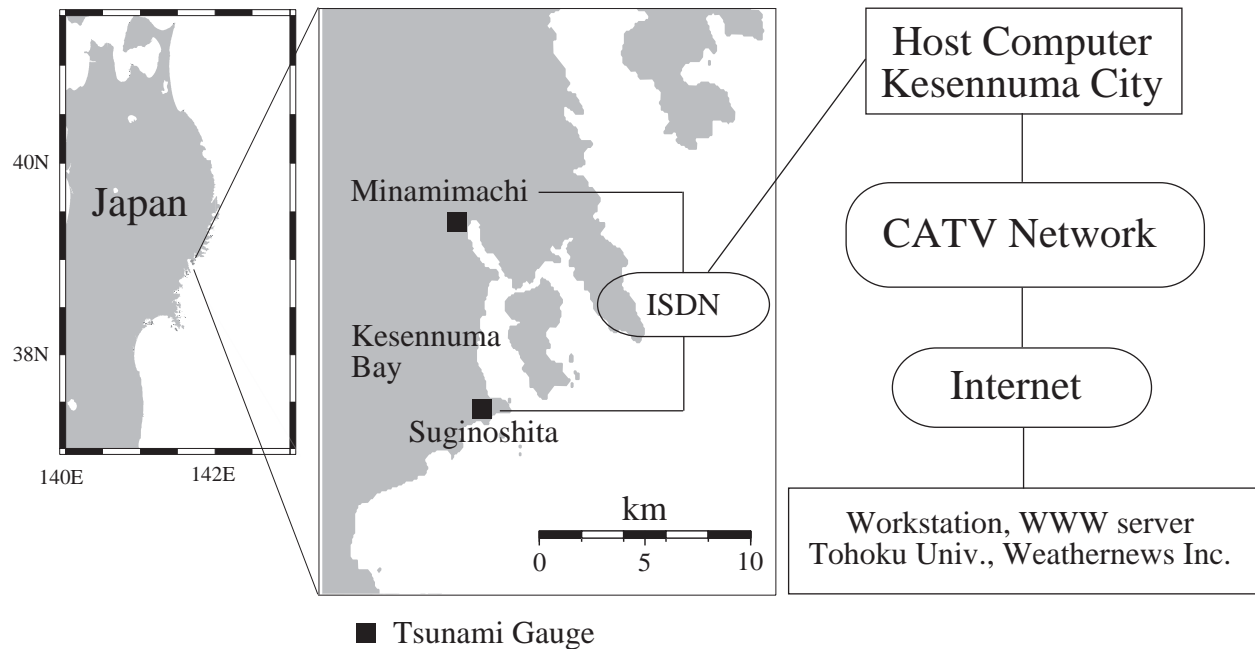 40N
Japan
38N
140E
142E
Minamimachi
ISDN
Kesennuma
Bay
Suginoshita
km
0
5
10
Host Computer
Kesennuma City
CATV Network
Internet
Workstation, WWW server
Tohoku Univ., Weathernews Inc.
Tsunami Gauge